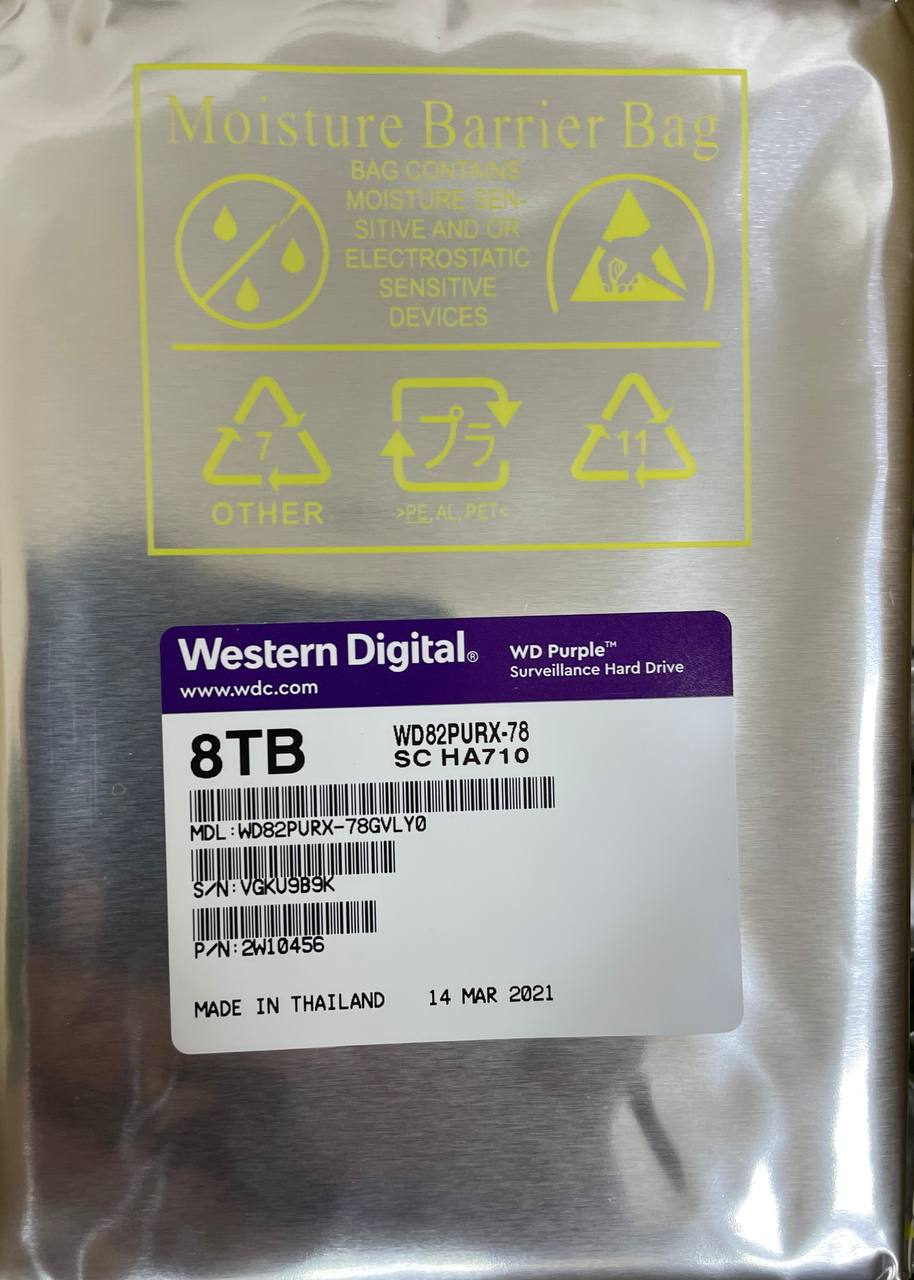 Moisture Barrier Bag
BAG CONTAINS
MOISTURE SEN-
SITIVE AND OR
ELECTROSTATIC
SENSITIVE
DEVICES
7
プラ
11
OTHER
>PE, AL, PET<
Western Digital®
WD Purple™
Surveillance Hard Drive
www.wdc.com
8TB
WD82PURX-78
SC HA710
MDL:WD82PURX-78GVLY0
S/N:VGKU9B9K
P/N:2W10456
MADE IN THAILAND 14 MAR 2021